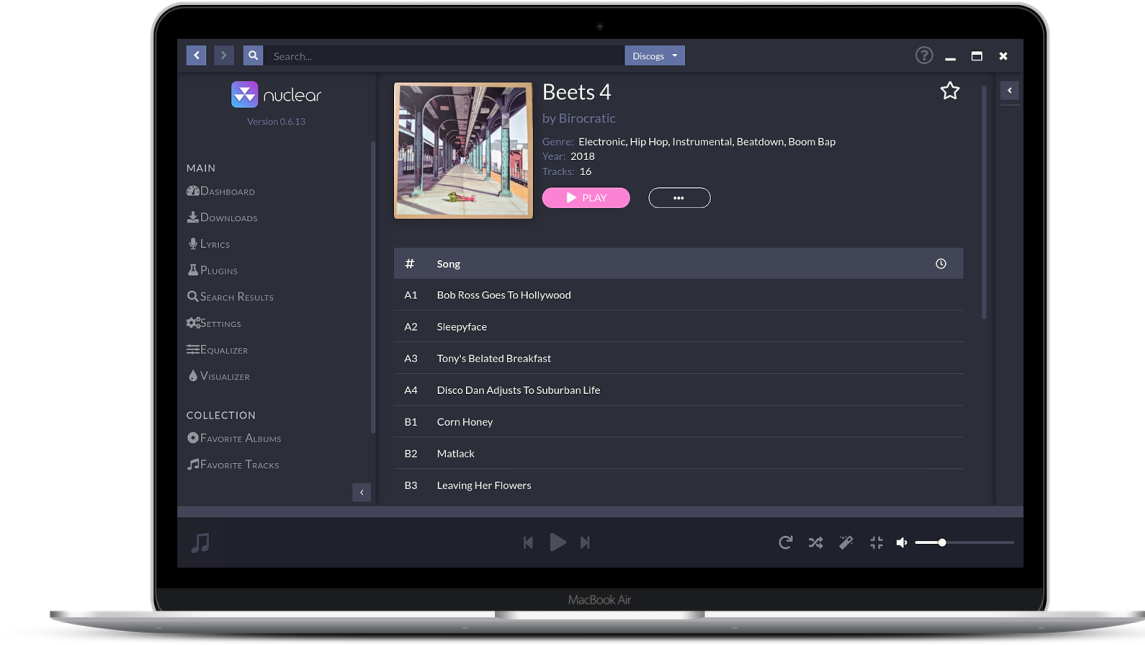 Search...
Discogs
nuclear
Version 0.6.13
MAIN
Dashboard
Downloads
Lyrics
Plugins
Search Results
Settings
Equalizer
Visualizer
COLLECTION
Favorite Albums
Favorite Tracks
Beets 4
by Birocratic
Genre: Electronic, Hip Hop, Instrumental, Beatdown, Boom Bap
Year: 2018
Tracks: 16
PLAY
# Song
A1 Bob Ross Goes To Hollywood
A2 Sleepyface
A3 Tony's Belated Breakfast
A4 Disco Dan Adjusts To Suburban Life
B1 Corn Honey
B2 Matlack
B3 Leaving Her Flowers
MacBook Air